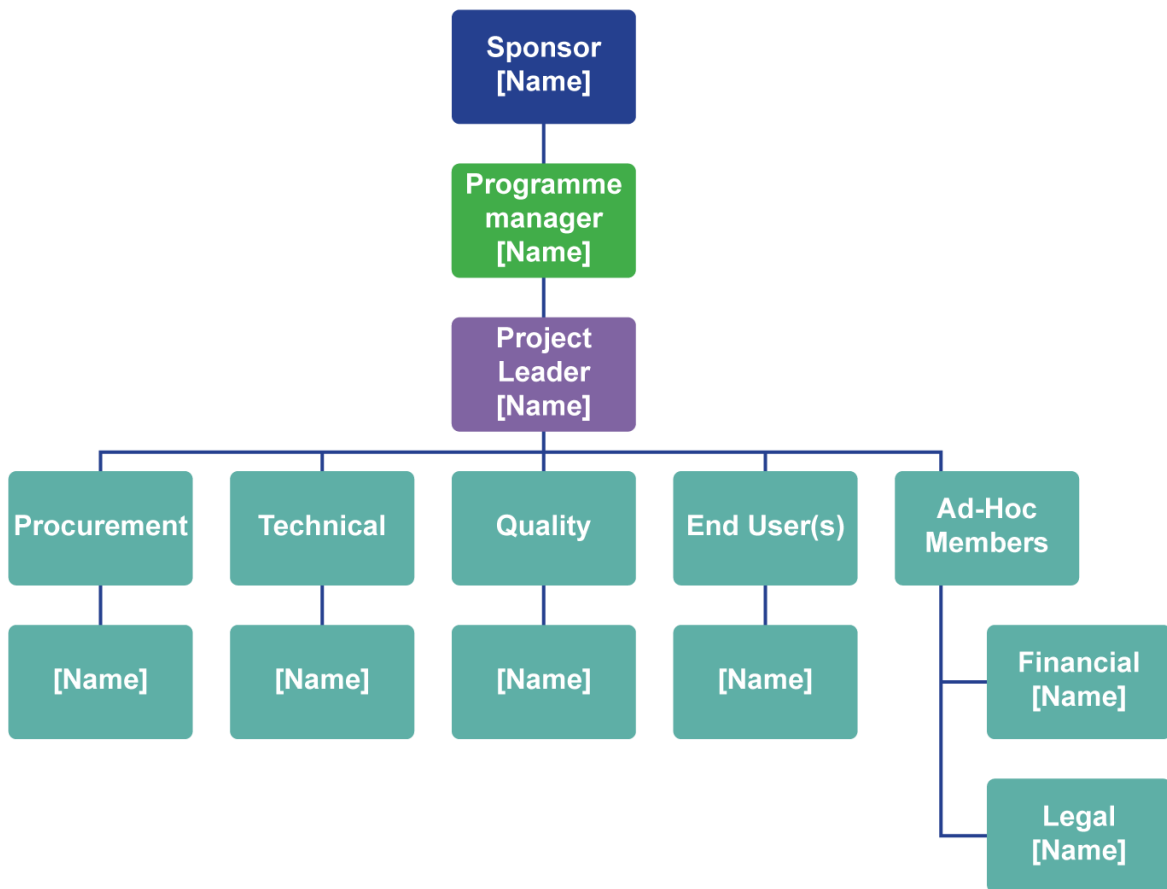 Sponsor
[Name]
Programme
manager
[Name]
Project
Leader
[Name]
Procurement
Technical
Quality
End User(s)
Ad-Hoc
Members
[Name]
[Name]
[Name]
[Name]
Financial
[Name]
Legal
[Name]